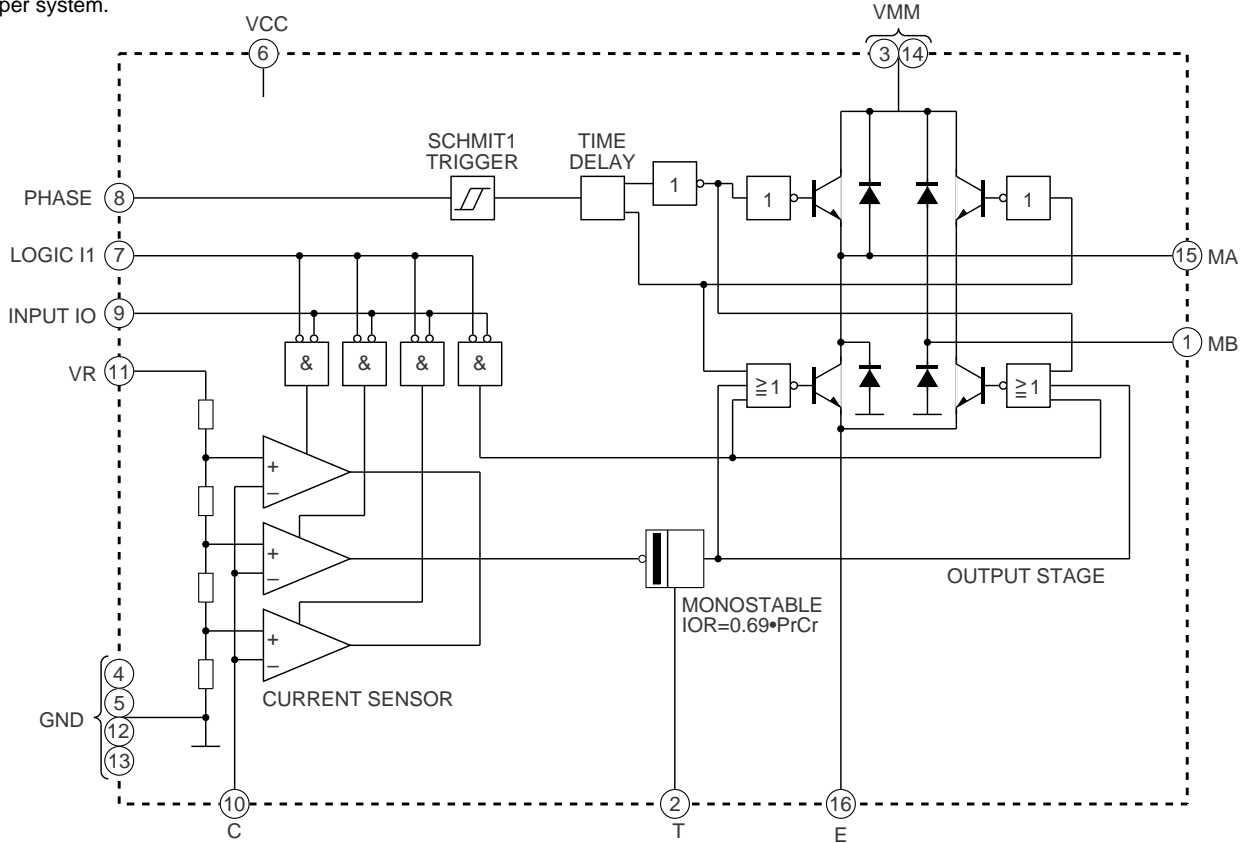 per system.
VCC
VMM
6
3
14
SCHMIT1
TRIGGER
TIME
DELAY
PHASE
8
1
1
1
LOGIC I1
7
15
MA
INPUT IO
9
1
MB
&
&
&
&
VR
11
≧1
≧1
+
−
+
−
+
−
OUTPUT STAGE
MONOSTABLE
IOR=0.69•PrCr
CURRENT SENSOR
GND
4
5
12
13
10
C
2
T
16
E